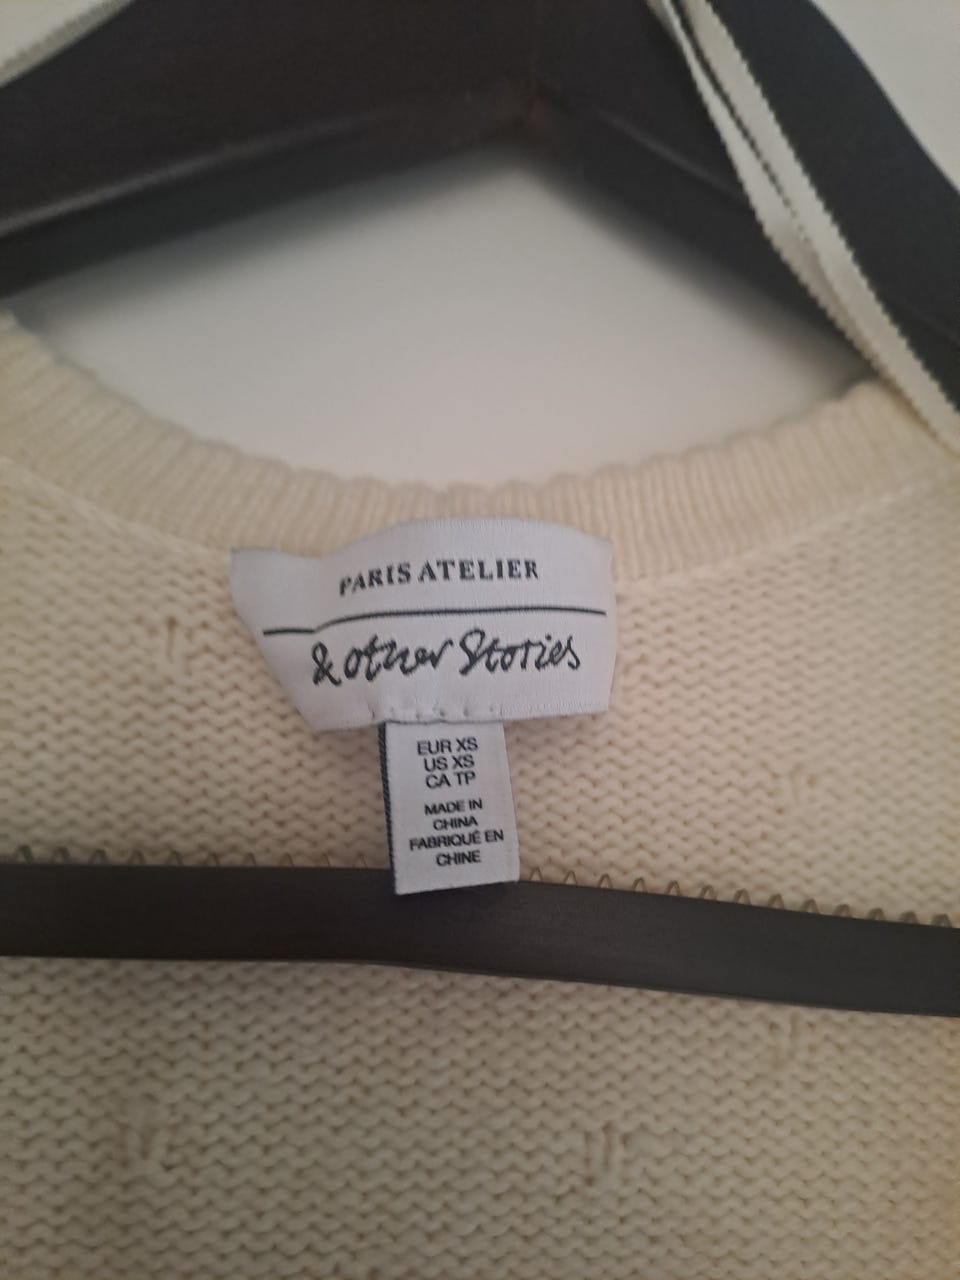 PARIS ATELIER
& other Stories
EUR XS
US XS
CA TP
MADE IN
CHINA
FABRIQUÉ EN
CHINE